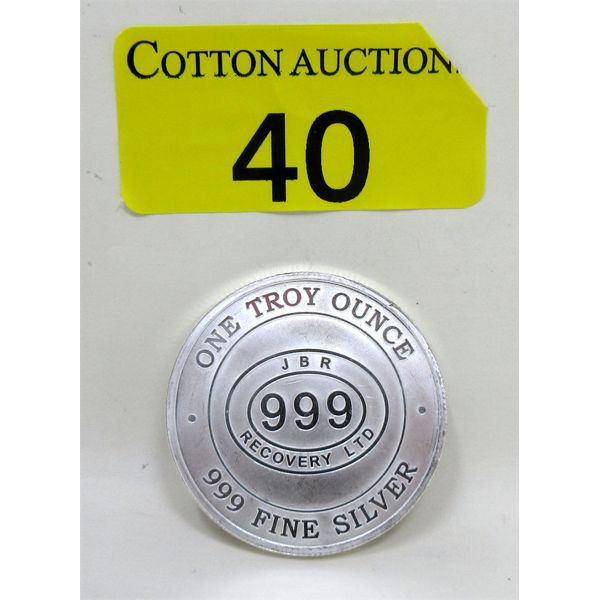 COTTON AUCTION
40
ONE TROY OUNCE
JBR
999
RECOVERY LTD
999 FINE SILVER